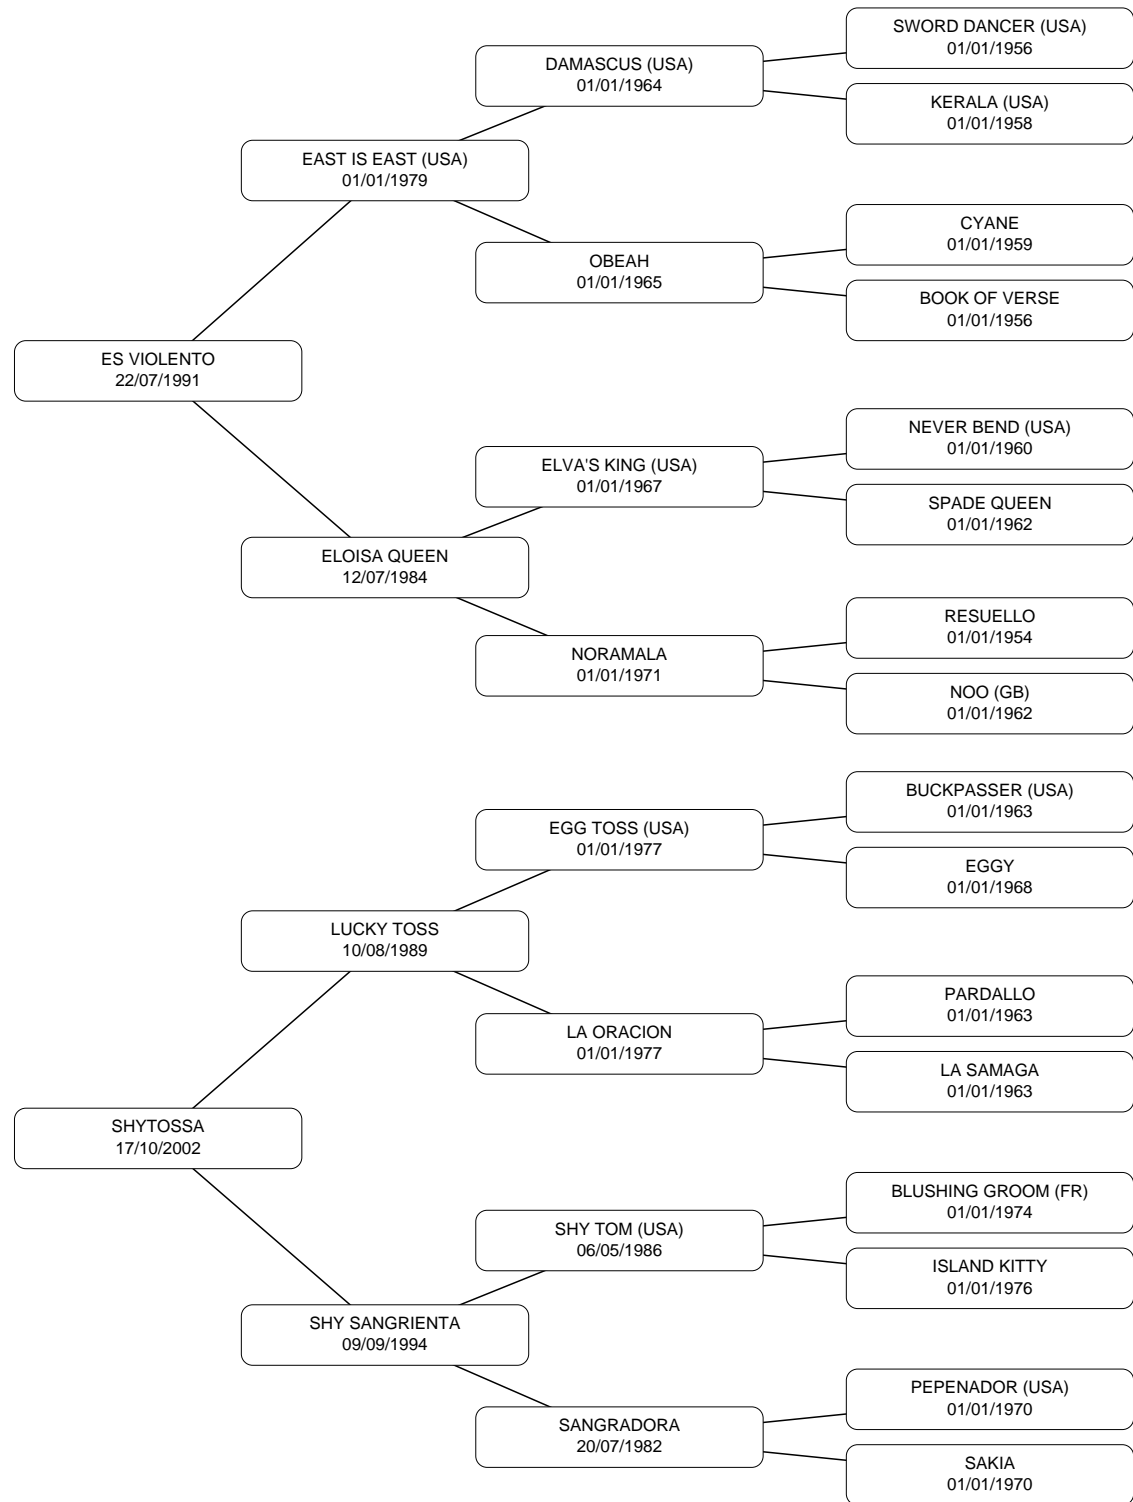 SWORD DANCER (USA)
01/01/1956
DAMASCUS (USA)
01/01/1964
KERALA (USA)
01/01/1958
EAST IS EAST (USA)
01/01/1979
CYANE
01/01/1959
OBEAH
01/01/1965
BOOK OF VERSE
01/01/1956
ES VIOLENTO
22/07/1991
NEVER BEND (USA)
01/01/1960
ELVA'S KING (USA)
01/01/1967
SPADE QUEEN
01/01/1962
ELOISA QUEEN
12/07/1984
RESUELLO
01/01/1954
NORAMALA
01/01/1971
NOO (GB)
01/01/1962
BUCKPASSER (USA)
01/01/1963
EGG TOSS (USA)
01/01/1977
EGGY
01/01/1968
LUCKY TOSS
10/08/1989
PARDALLO
01/01/1963
LA ORACION
01/01/1977
LA SAMAGA
01/01/1963
SHYTOSSA
17/10/2002
BLUSHING GROOM (FR)
01/01/1974
SHY TOM (USA)
06/05/1986
ISLAND KITTY
01/01/1976
SHY SANGRIENTA
09/09/1994
PEPENADOR (USA)
01/01/1970
SANGRADORA
20/07/1982
SAKIA
01/01/1970